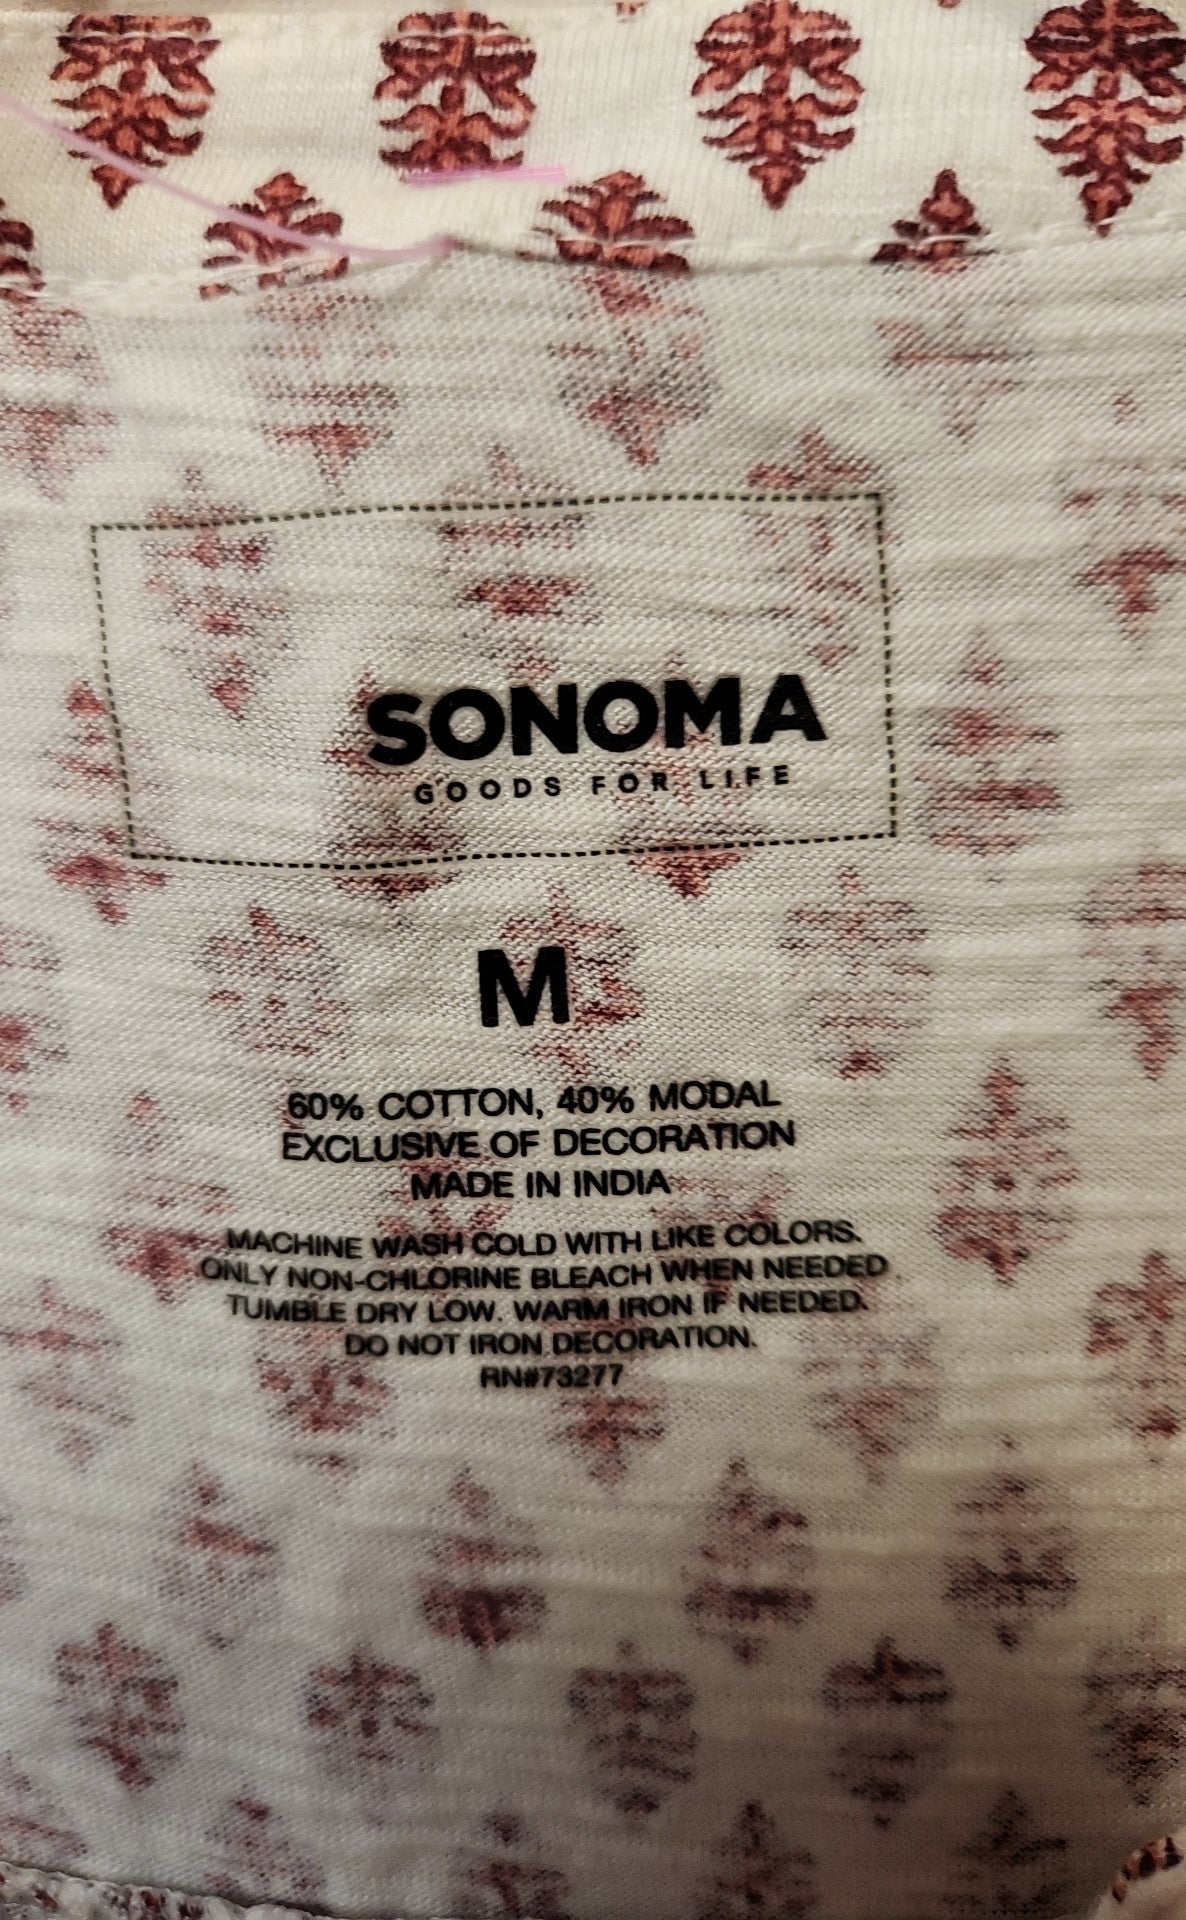 SONOMA
GOODS FOR LIFE
M
60% COTTON, 40% MODAL
EXCLUSIVE OF DECORATION
MADE IN INDIA
MACHINE WASH COLD WITH LIKE COLORS.
ONLY NON-CHLORINE BLEACH WHEN NEEDED
TUMBLE DRY LOW. WARM IRON IF NEEDED.
DO NOT IRON DECORATION.
RN#73277